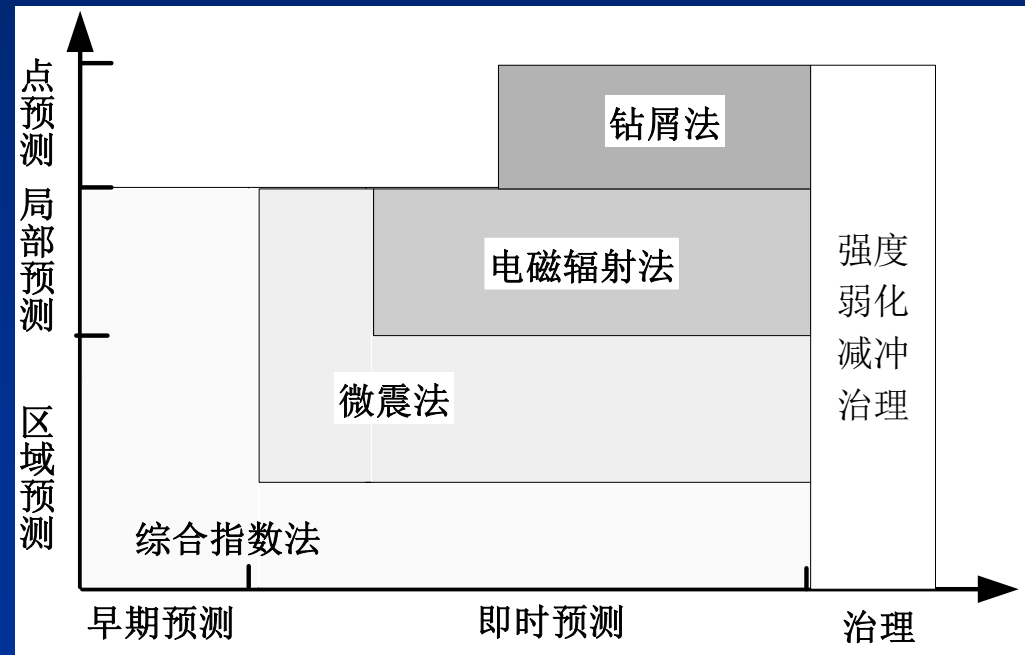 点预测
钻屑法
局部预测
电磁辐射法
强度
弱化
减冲
治理
微震法
区域预测
综合指数法
早期预测
即时预测
治理